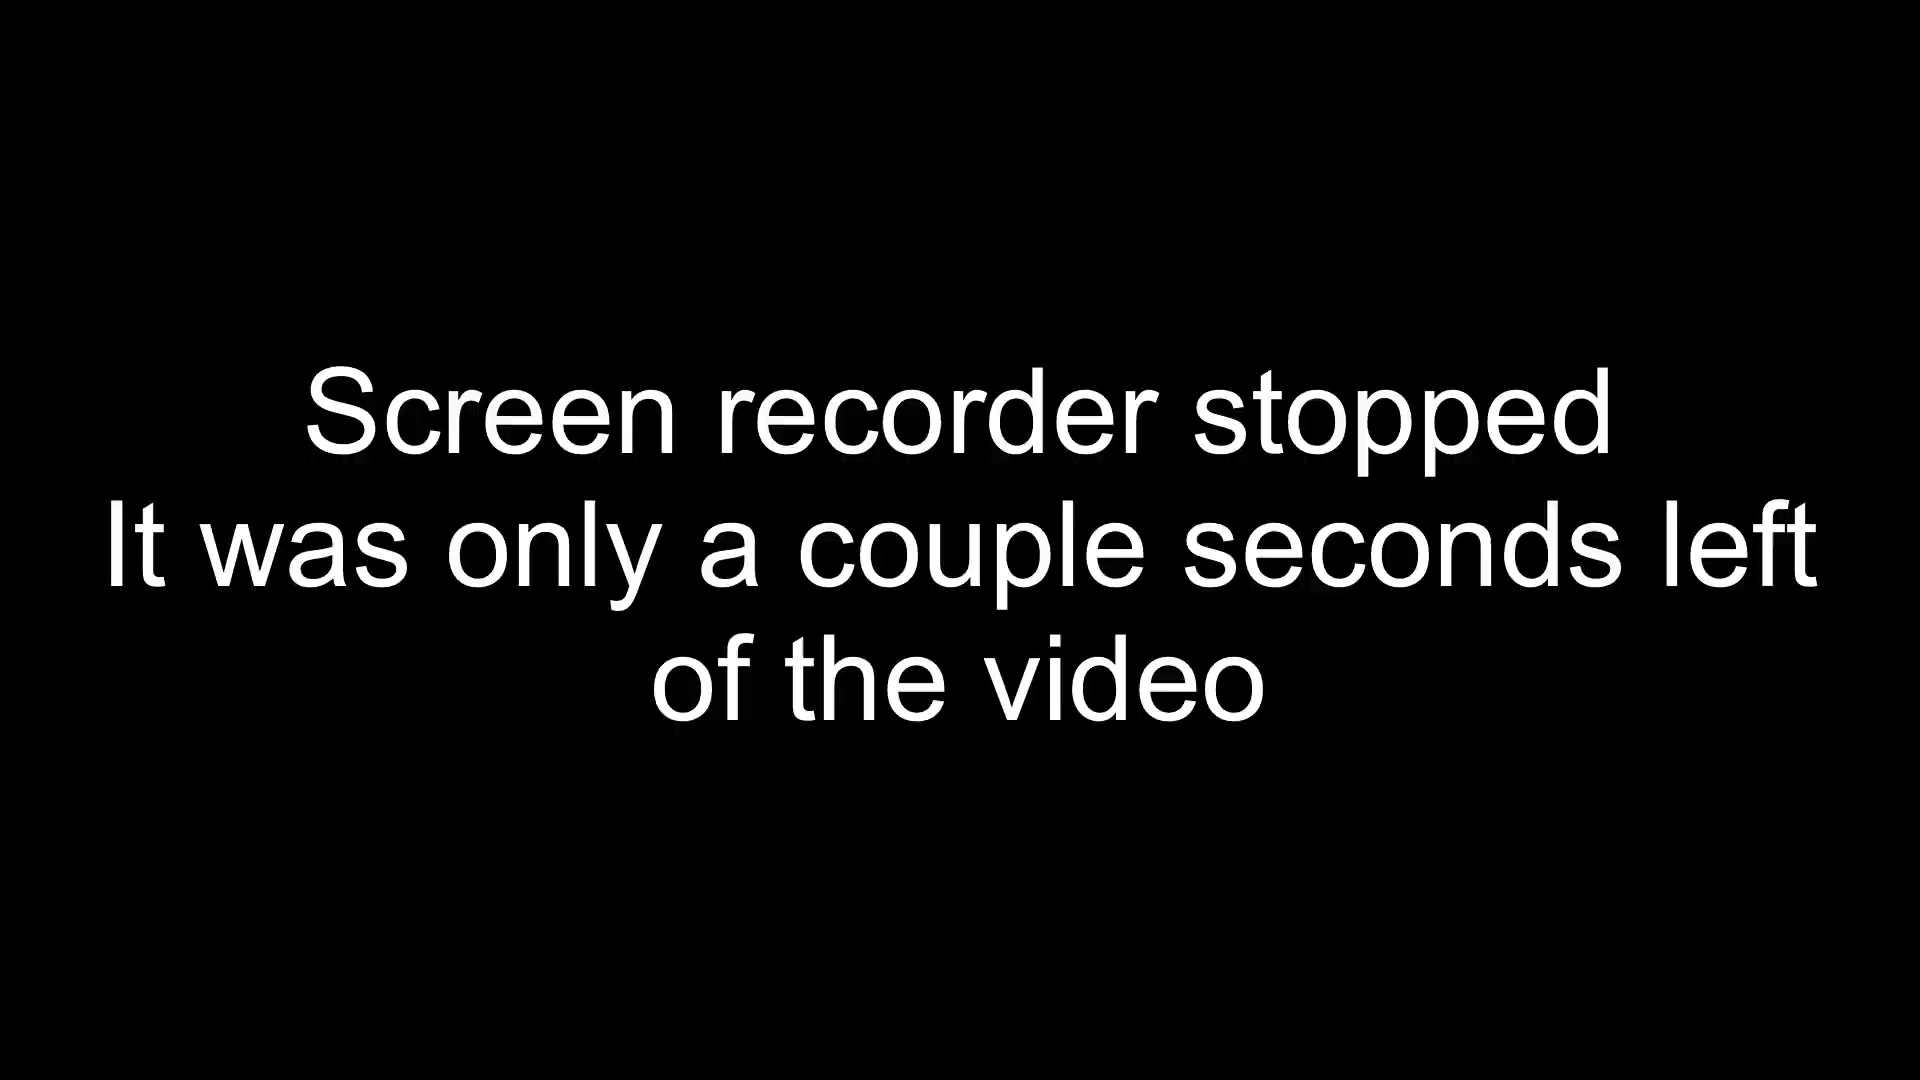 Screen recorder stopped
It was only a couple seconds left
of the video